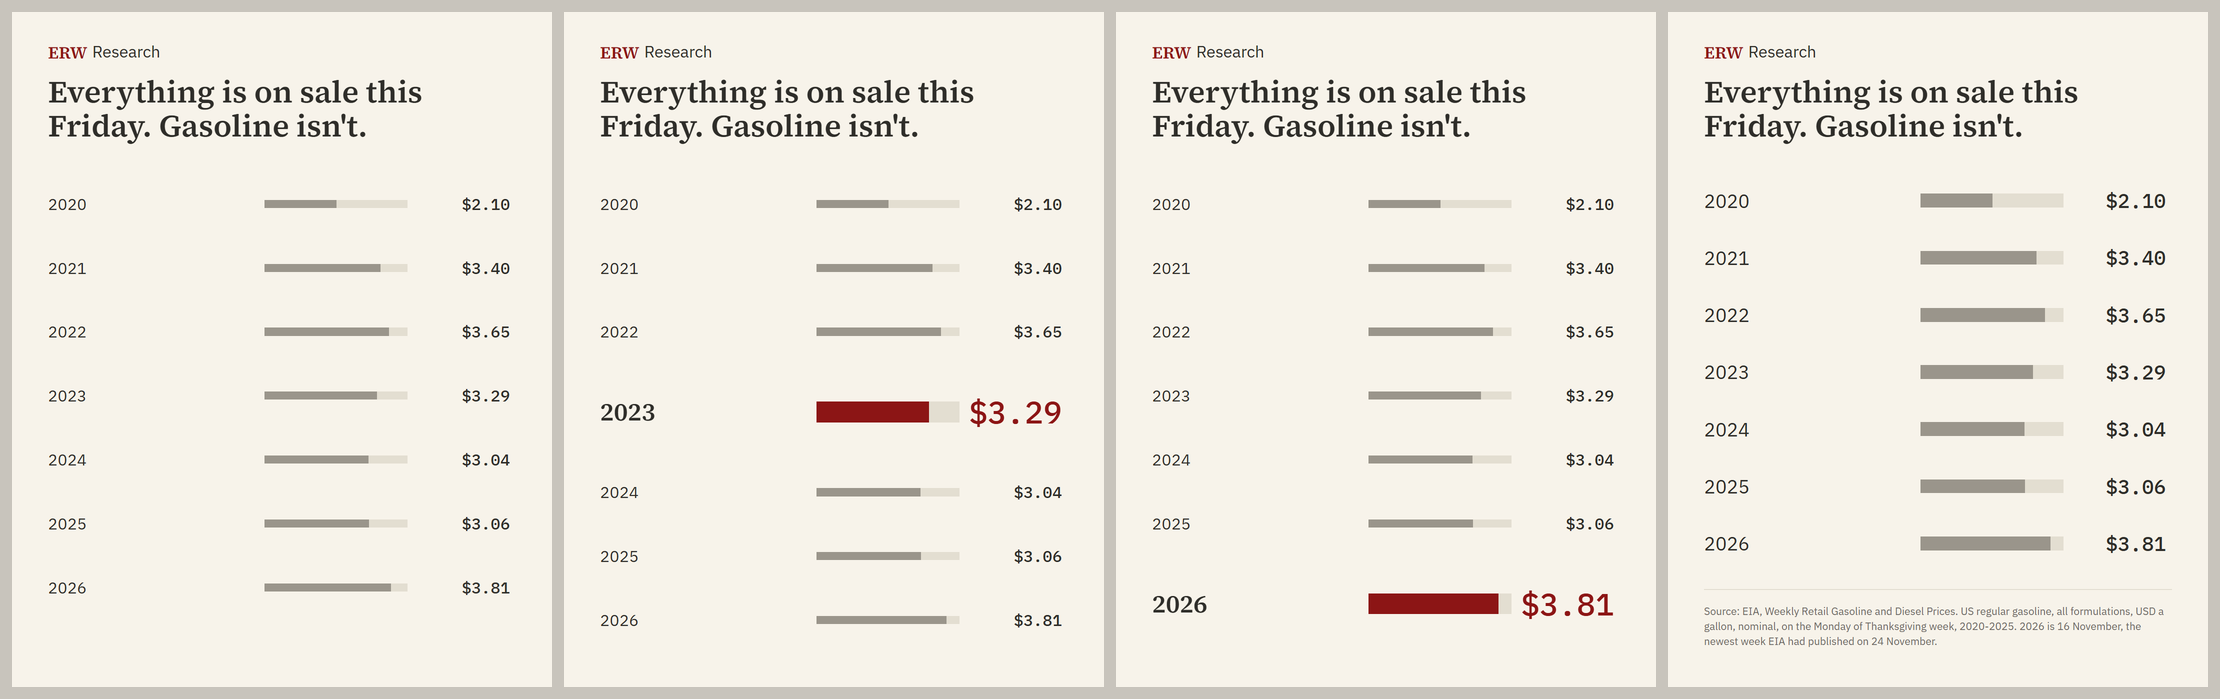 ERW Research
Everything is on sale this
Friday. Gasoline isn't.
2020 $2.10
2021 $3.40
2022 $3.65
2023 $3.29
2024 $3.04
2025 $3.06
2026 $3.81
ERW Research
Everything is on sale this
Friday. Gasoline isn't.
2020 $2.10
2021 $3.40
2022 $3.65
2023 $3.29
2024 $3.04
2025 $3.06
2026 $3.81
ERW Research
Everything is on sale this
Friday. Gasoline isn't.
2020 $2.10
2021 $3.40
2022 $3.65
2023 $3.29
2024 $3.04
2025 $3.06
2026 $3.81
ERW Research
Everything is on sale this
Friday. Gasoline isn't.
2020 $2.10
2021 $3.40
2022 $3.65
2023 $3.29
2024 $3.04
2025 $3.06
2026 $3.81
Source: EIA, Weekly Retail Gasoline and Diesel Prices. US regular gasoline, all formulations, USD a
gallon, nominal, on the Monday of Thanksgiving week, 2020-2025. 2026 is 16 November, the
newest week EIA had published on 24 November.